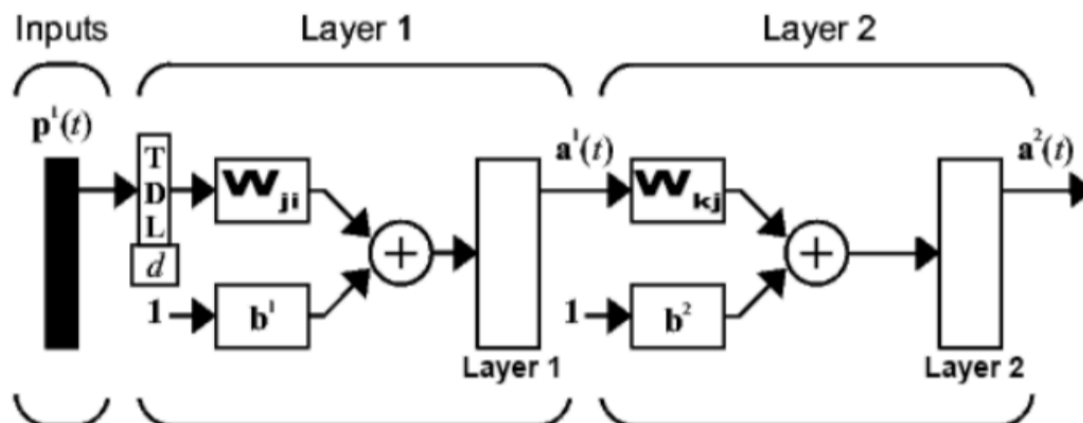 Inputs Layer 1 Layer 2
p¹(t) a¹(t) a²(t)
T
D
L
d
W ji
W kj
1 b¹ 1 b²
Layer 1 Layer 2